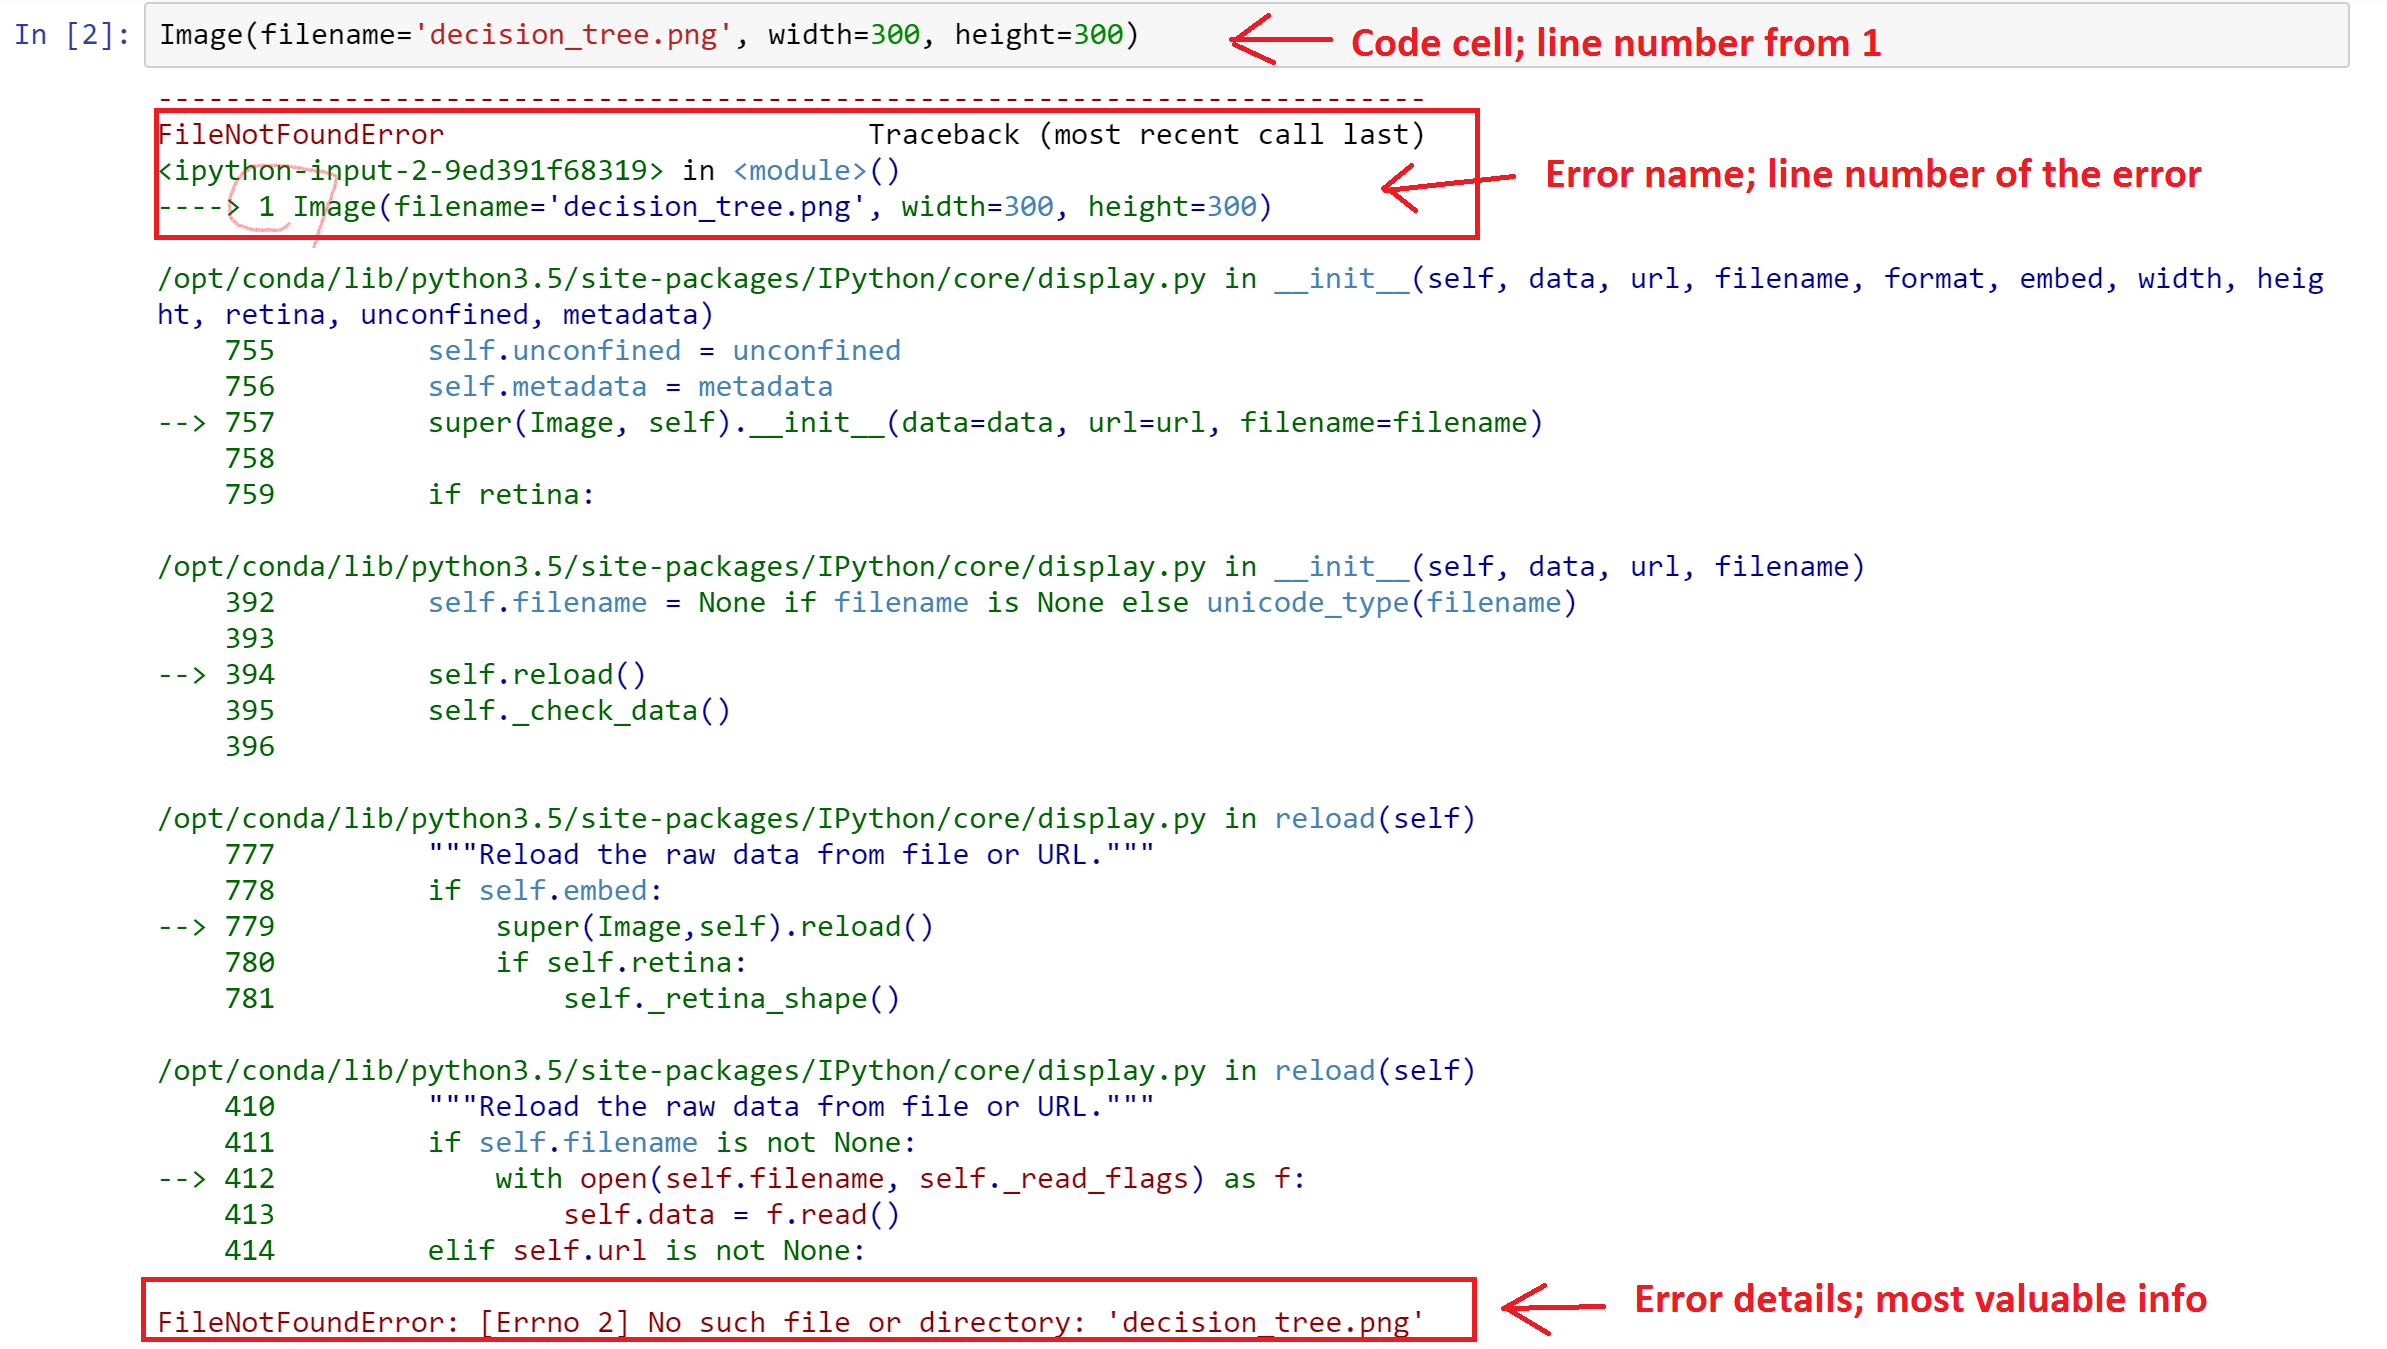 In [2]: Image(filename='decision_tree.png', width=300, height=300)
Code cell; line number from 1
---------------------------------------------------------------------------
FileNotFoundError                         Traceback (most recent call last)
<ipython-input-2-9ed391f68319> in <module>()
----> 1 Image(filename='decision_tree.png', width=300, height=300)
Error name; line number of the error
/opt/conda/lib/python3.5/site-packages/IPython/core/display.py in __init__(self, data, url, filename, format, embed, width, heig
ht, retina, unconfined, metadata)
    755         self.unconfined = unconfined
    756         self.metadata = metadata
--> 757         super(Image, self).__init__(data=data, url=url, filename=filename)
    758
    759         if retina:
/opt/conda/lib/python3.5/site-packages/IPython/core/display.py in __init__(self, data, url, filename)
    392         self.filename = None if filename is None else unicode_type(filename)
    393
--> 394         self.reload()
    395         self._check_data()
    396
/opt/conda/lib/python3.5/site-packages/IPython/core/display.py in reload(self)
    777         """Reload the raw data from file or URL."""
    778         if self.embed:
--> 779             super(Image,self).reload()
    780             if self.retina:
    781                 self._retina_shape()
/opt/conda/lib/python3.5/site-packages/IPython/core/display.py in reload(self)
    410         """Reload the raw data from file or URL."""
    411         if self.filename is not None:
--> 412             with open(self.filename, self._read_flags) as f:
    413                 self.data = f.read()
    414         elif self.url is not None:
Error details; most valuable info
FileNotFoundError: [Errno 2] No such file or directory: 'decision_tree.png'